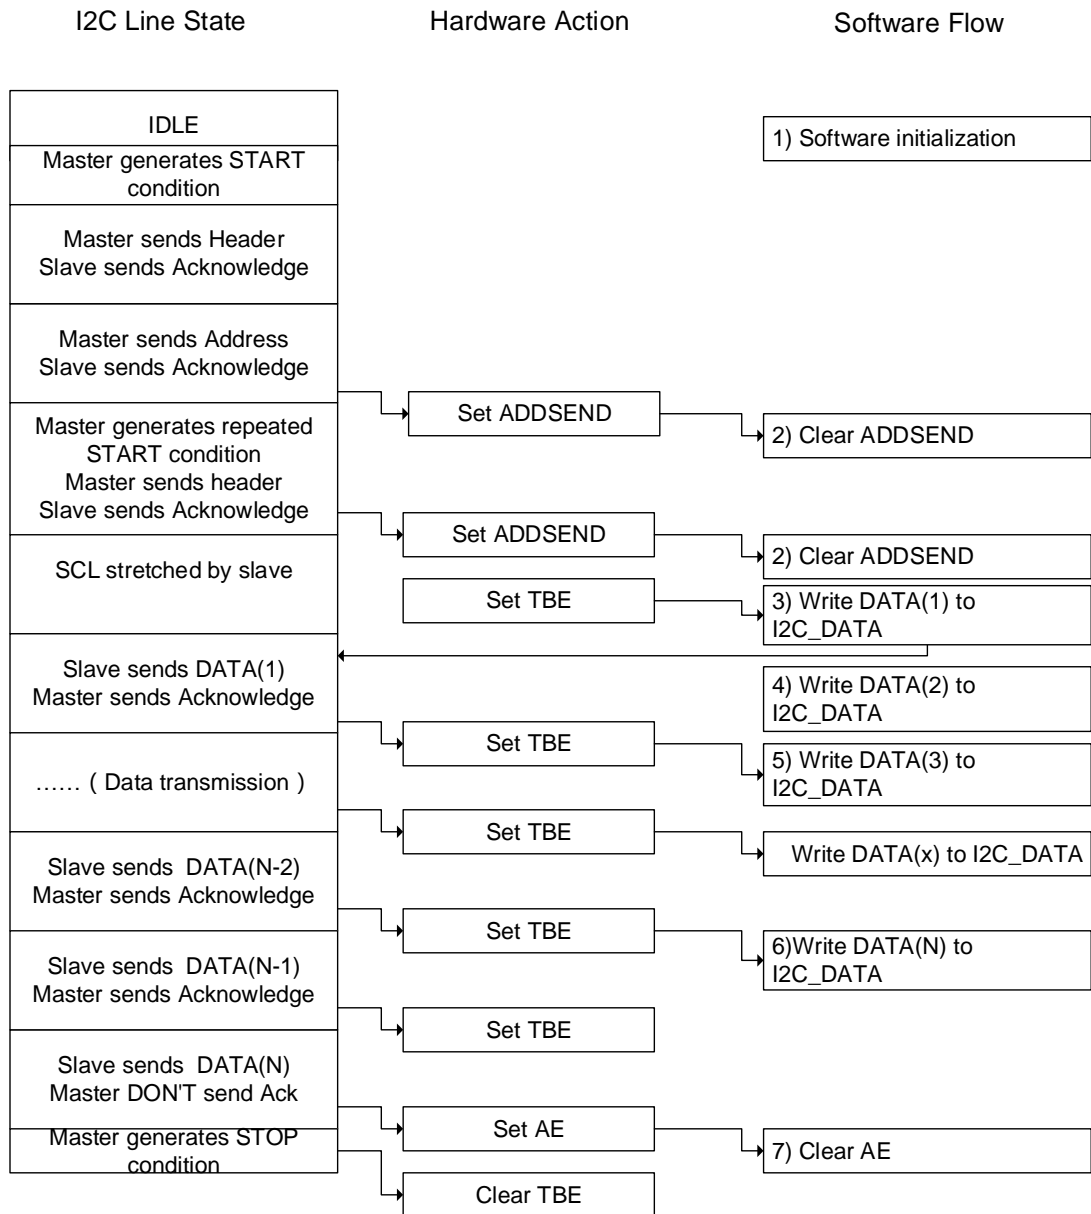 I2C Line State
Hardware Action
Software Flow
IDLE
1) Software initialization
Master generates START
condition
Master sends Header
Slave sends Acknowledge
Master sends Address
Slave sends Acknowledge
Set ADDSEND
2) Clear ADDSEND
Master generates repeated
START condition
Master sends header
Slave sends Acknowledge
Set ADDSEND
2) Clear ADDSEND
SCL stretched by slave
Set TBE
3) Write DATA(1) to
I2C_DATA
Slave sends DATA(1)
Master sends Acknowledge
4) Write DATA(2) to
I2C_DATA
Set TBE
5) Write DATA(3) to
I2C_DATA
…… ( Data transmission )
Set TBE
Write DATA(x) to I2C_DATA
Slave sends  DATA(N-2)
Master sends Acknowledge
Set TBE
6)Write DATA(N) to
I2C_DATA
Slave sends  DATA(N-1)
Master sends Acknowledge
Set TBE
Slave sends  DATA(N)
Master DON'T send Ack
Set AE
7) Clear AE
Master generates STOP
condition
Clear TBE